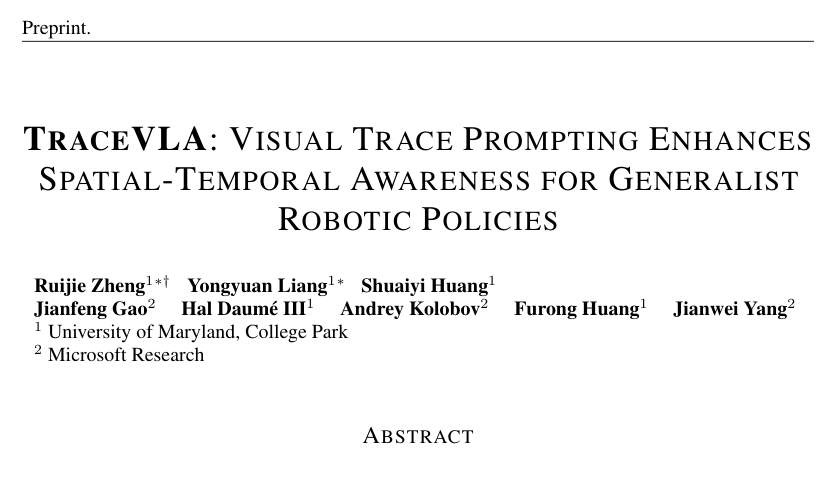 Preprint.
TRACEVLA: VISUAL TRACE PROMPTING ENHANCES
SPATIAL-TEMPORAL AWARENESS FOR GENERALIST
ROBOTIC POLICIES
Ruijie Zheng¹*† Yongyuan Liang¹* Shuaiyi Huang¹
Jianfeng Gao² Hal Daumé III¹ Andrey Kolobov² Furong Huang¹ Jianwei Yang²
¹ University of Maryland, College Park
² Microsoft Research
ABSTRACT